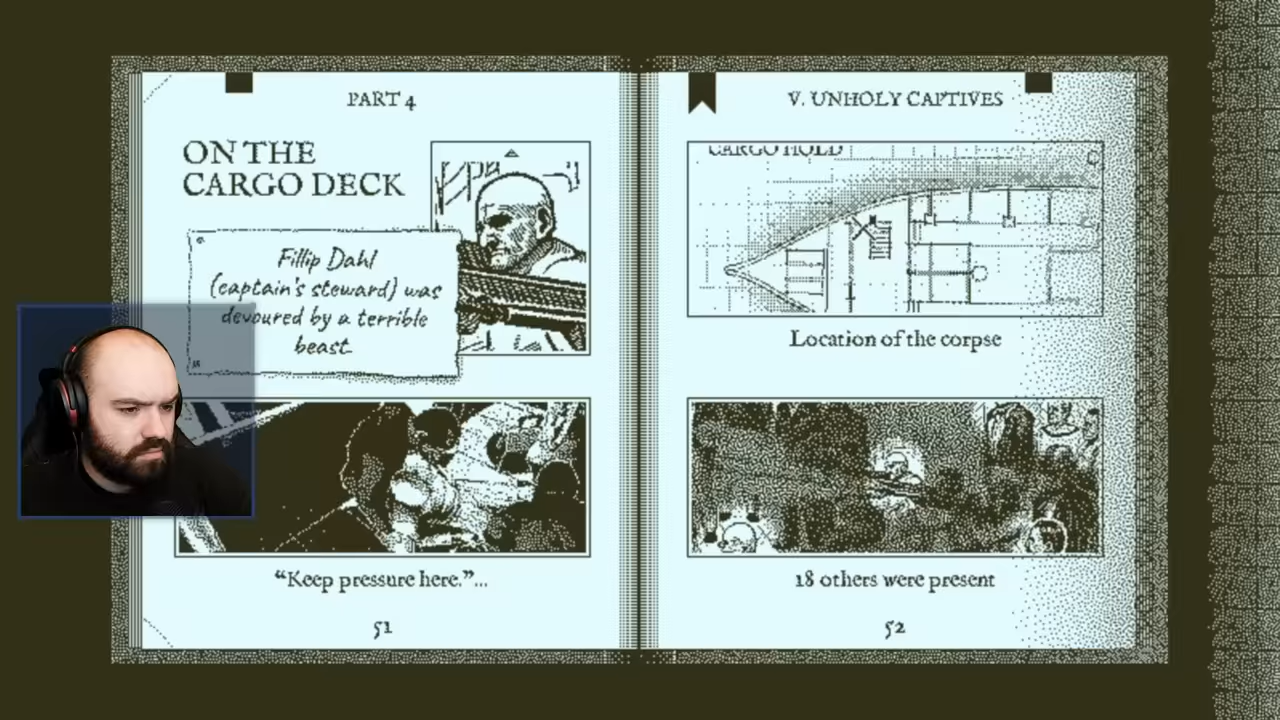 PART 4
ON THE
CARGO DECK
Fillip Dahl
(captain's steward) was
devoured by a terrible
beast.
"Keep pressure here."...
51
V. UNHOLY CAPTIVES
CARGO HOLD
Location of the corpse
18 others were present
52